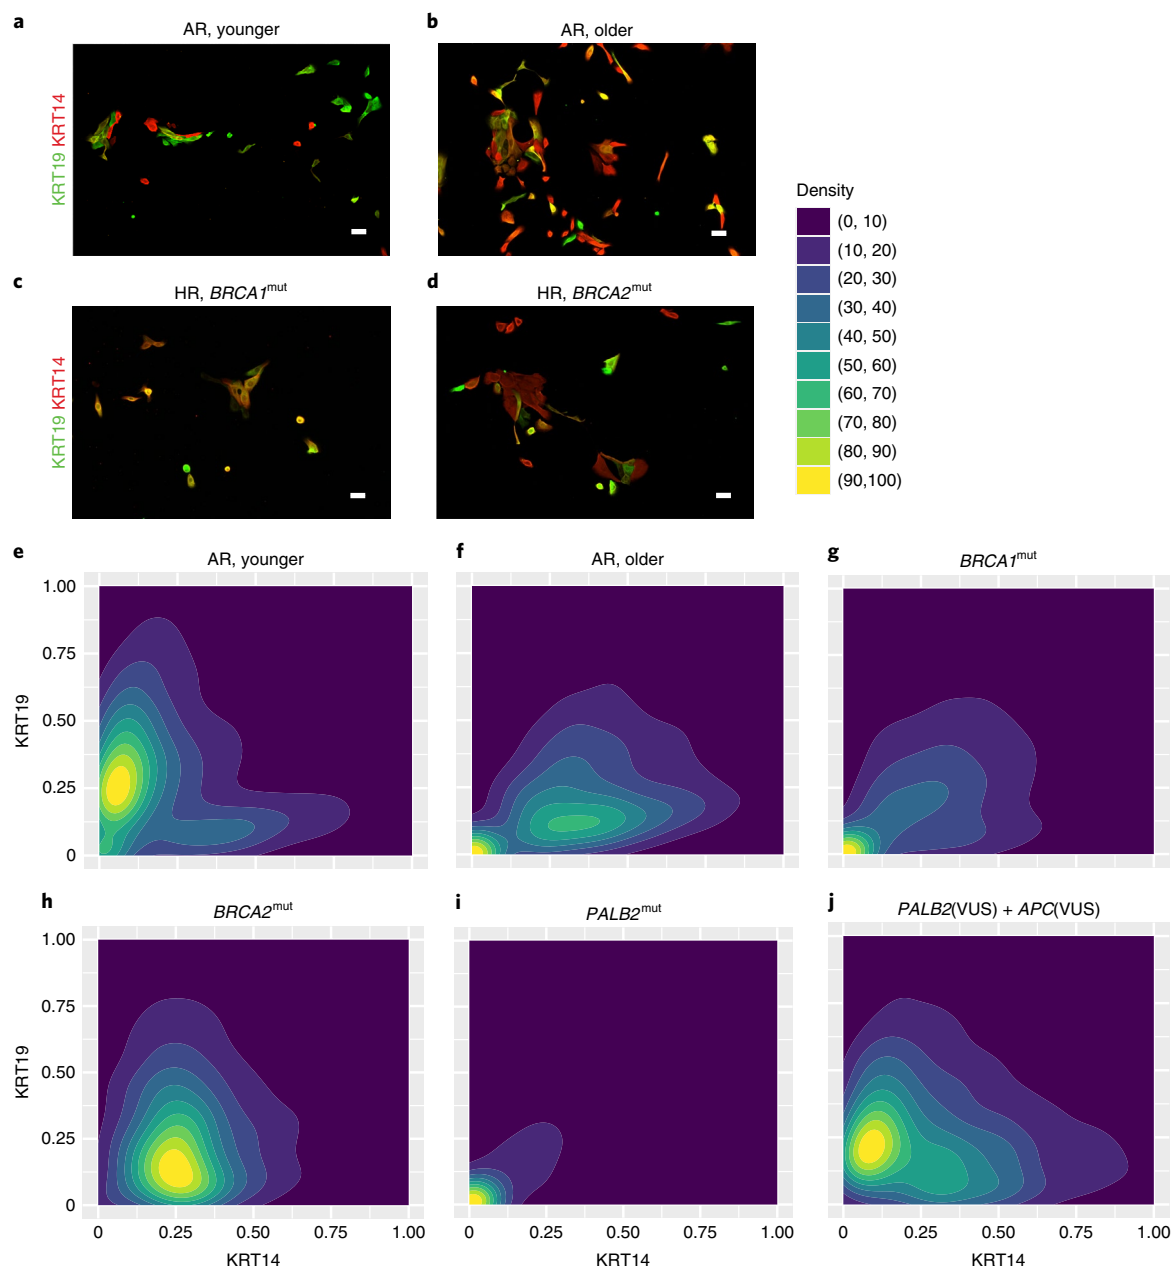 a
AR, younger
b
AR, older
KRT19 KRT14
c
HR, BRCA1mut
d
HR, BRCA2mut
KRT19 KRT14
Density
(0, 10)
(10, 20)
(20, 30)
(30, 40)
(40, 50)
(50, 60)
(60, 70)
(70, 80)
(80, 90)
(90,100)
e
AR, younger
f
AR, older
g
BRCA1mut
1.00
0.75
0.50
0.25
0
KRT19
h
BRCA2mut
i
PALB2mut
j
PALB2(VUS) + APC(VUS)
1.00
0.75
0.50
0.25
0
KRT19
0 0.25 0.50 0.75 1.00
0 0.25 0.50 0.75 1.00
0 0.25 0.50 0.75 1.00
KRT14
KRT14
KRT14